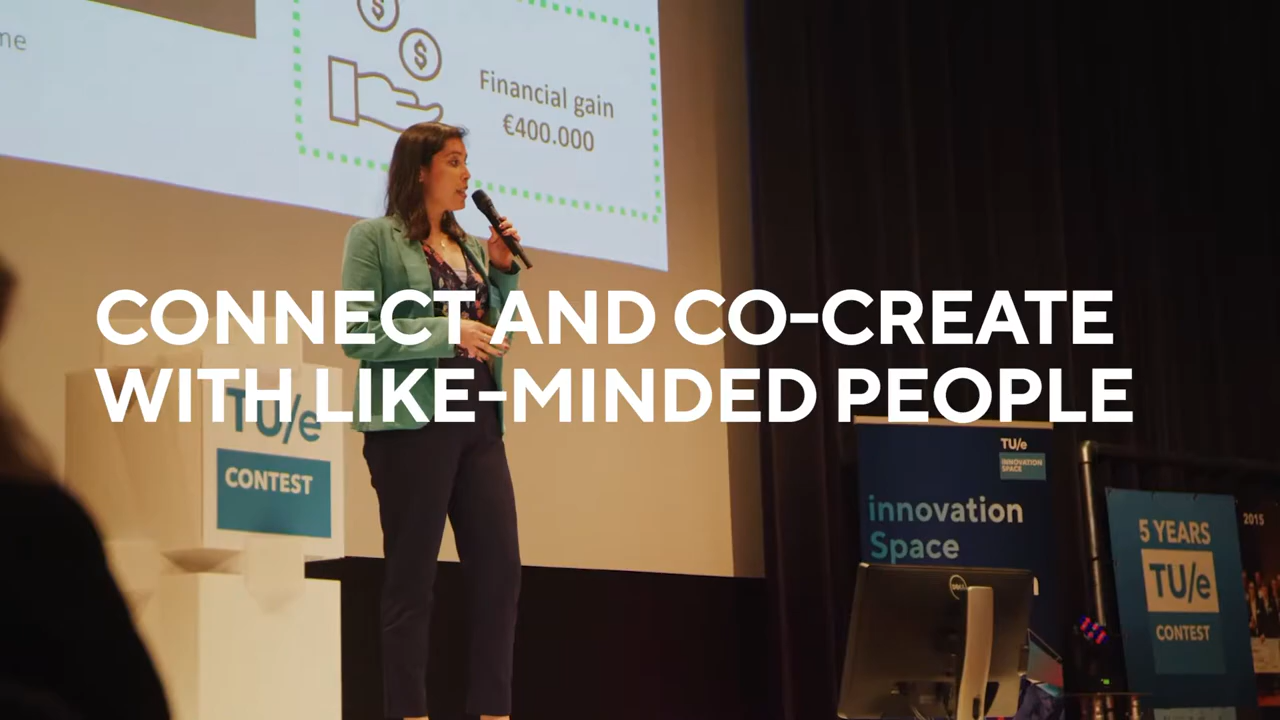 me
$
$
Financial gain
€400.000
CONNECT AND CO-CREATE
WITH LIKE-MINDED PEOPLE
TU/e
CONTEST
TU/e
INNOVATION
SPACE
innovation
Space
DELL
5 YEARS
TU/e
CONTEST
2015